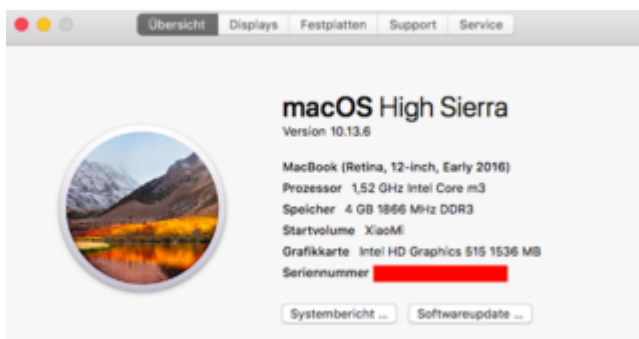 Übersicht Displays Festplatten Support Service
macOS High Sierra
Version 10.13.6
MacBook (Retina, 12-inch, Early 2016)
Prozessor 1,52 GHz Intel Core m3
Speicher 4 GB 1866 MHz DDR3
Startvolume XiaoMi
Grafikkarte Intel HD Graphics 515 1536 MB
Seriennummer
Systembericht ... Softwareupdate ...